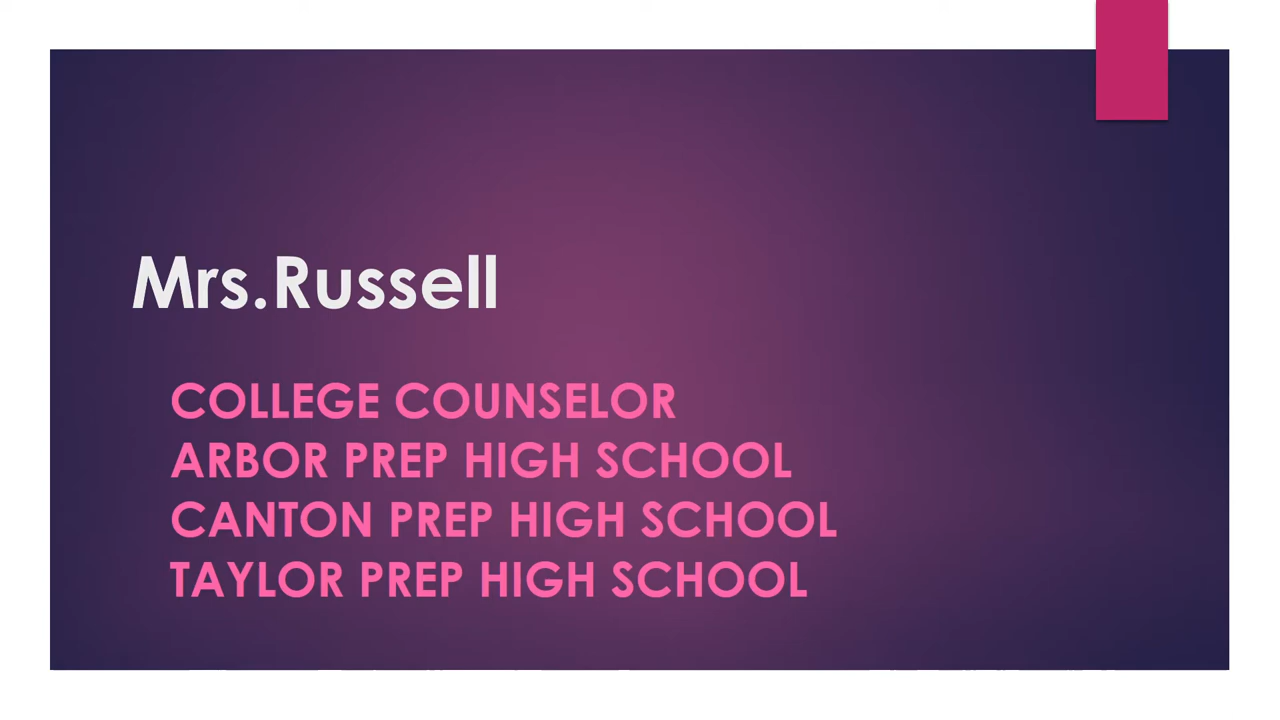 Mrs.Russell
COLLEGE COUNSELOR
ARBOR PREP HIGH SCHOOL
CANTON PREP HIGH SCHOOL
TAYLOR PREP HIGH SCHOOL